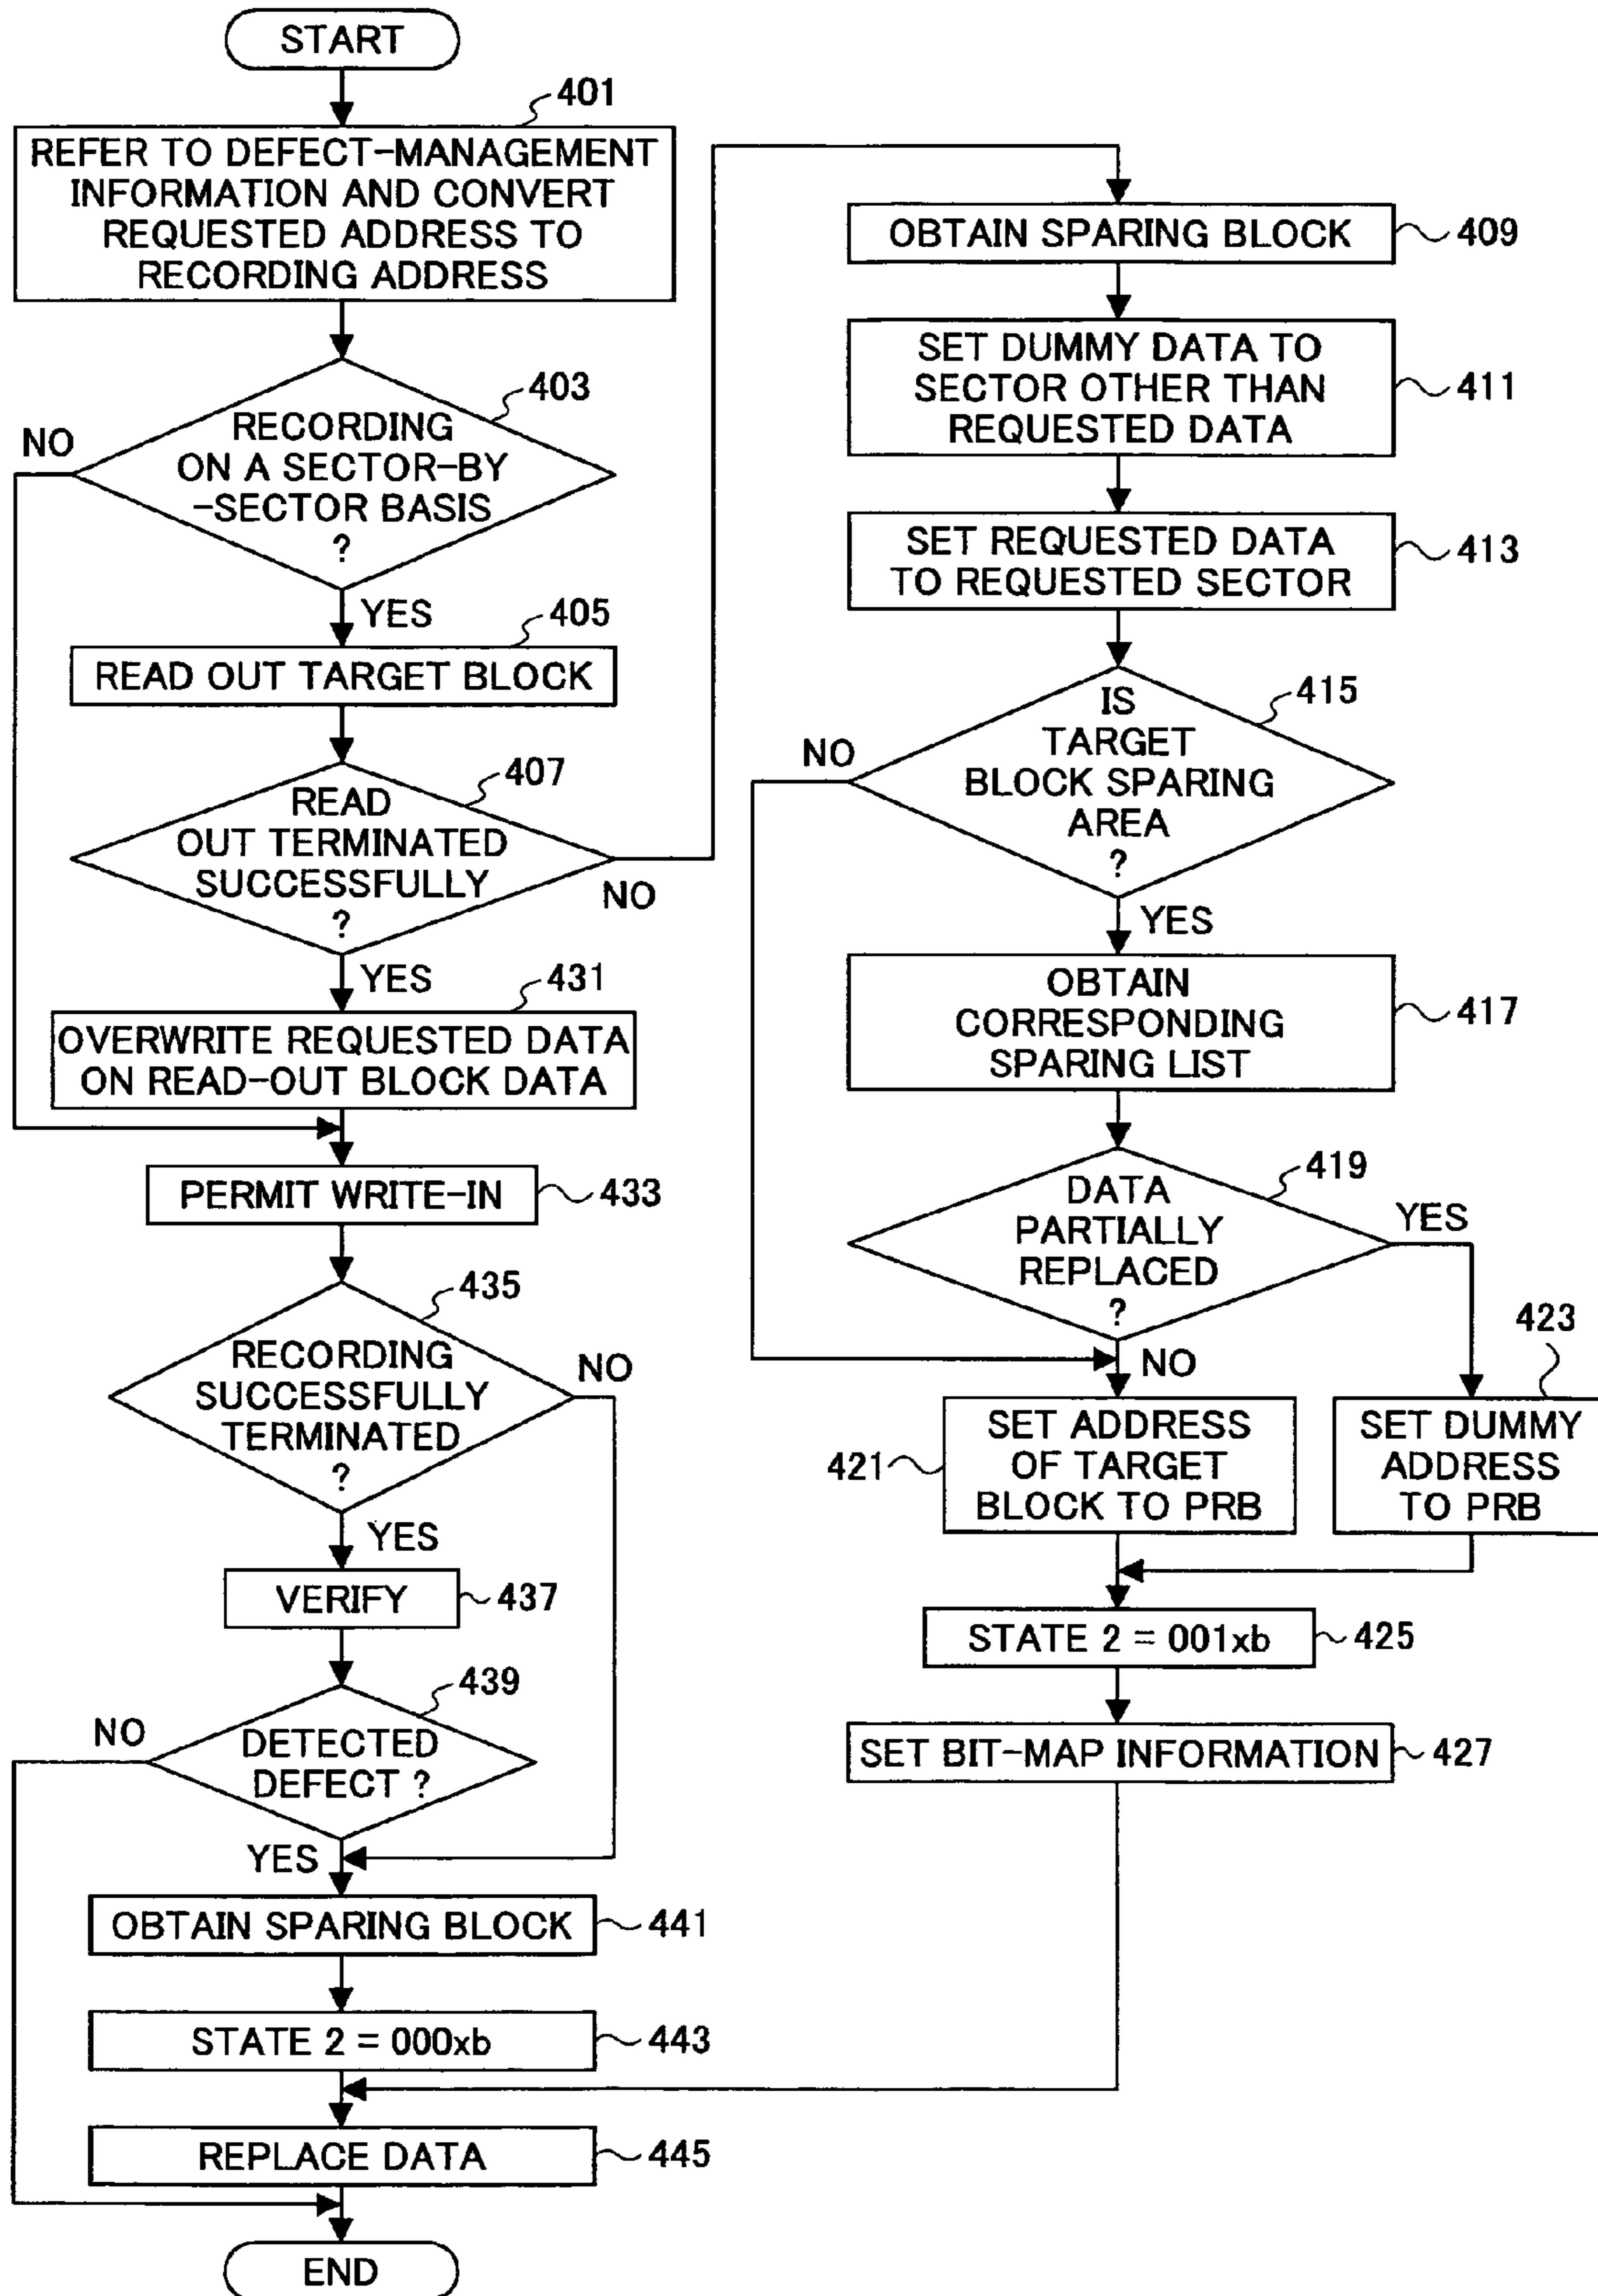 START
401
REFER TO DEFECT-MANAGEMENT
INFORMATION AND CONVERT
REQUESTED ADDRESS TO
RECORDING ADDRESS
403
RECORDING
ON A SECTOR-BY
-SECTOR BASIS
?
NO
YES
405
READ OUT TARGET BLOCK
407
READ
OUT TERMINATED
SUCCESSFULLY
?
NO
YES
431
OVERWRITE REQUESTED DATA
ON READ-OUT BLOCK DATA
PERMIT WRITE-IN
433
435
RECORDING
SUCCESSFULLY
TERMINATED
?
NO
YES
VERIFY
437
439
DETECTED
DEFECT ?
NO
YES
OBTAIN SPARING BLOCK
441
STATE 2 = 000xb
443
REPLACE DATA
445
END
OBTAIN SPARING BLOCK
409
SET DUMMY DATA TO
SECTOR OTHER THAN
REQUESTED DATA
411
SET REQUESTED DATA
TO REQUESTED SECTOR
413
415
IS
TARGET
BLOCK SPARING
AREA
?
NO
YES
OBTAIN
CORRESPONDING
SPARING LIST
417
419
DATA
PARTIALLY
REPLACED
?
YES
NO
421
SET ADDRESS
OF TARGET
BLOCK TO PRB
423
SET DUMMY
ADDRESS
TO PRB
STATE 2 = 001xb
425
SET BIT-MAP INFORMATION
427